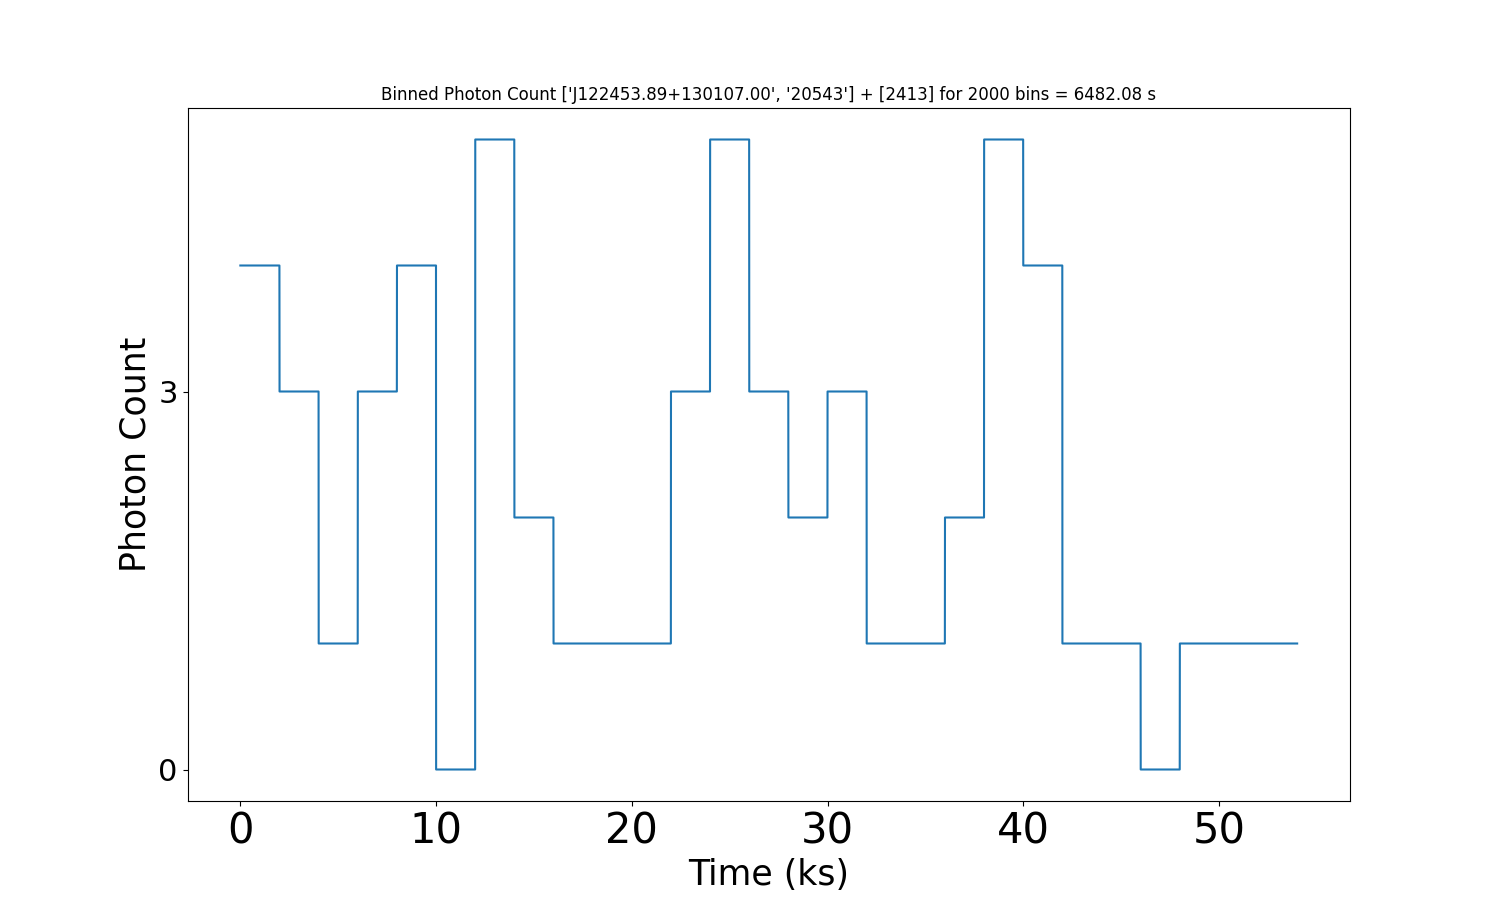 Binned Photon Count ['J122453.89+130107.00', '20543'] + [2413] for 2000 bins = 6482.08 s
Photon Count
3
0
0 10 20 30 40 50
Time (ks)